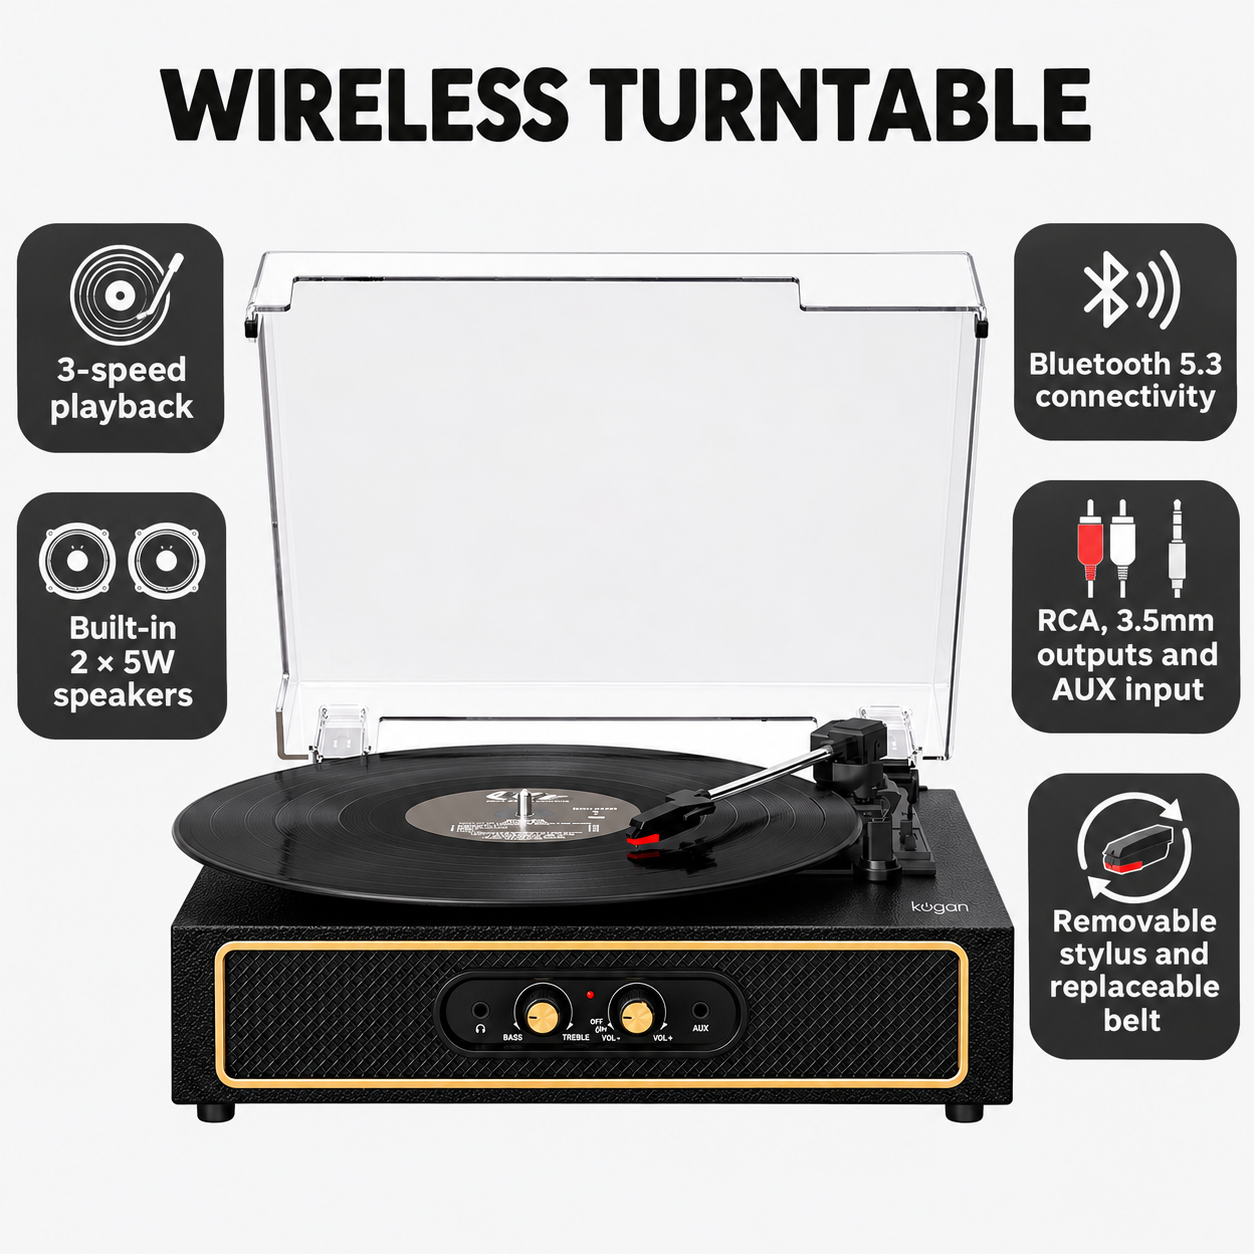 WIRELESS TURNTABLE
3-speed
playback
Built-in
2 × 5W
speakers
Bluetooth 5.3
connectivity
RCA, 3.5mm
outputs and
AUX input
Removable
stylus and
replaceable
belt
kogan
OFF
BASS
TREBLE
VOL-
VOL+
AUX